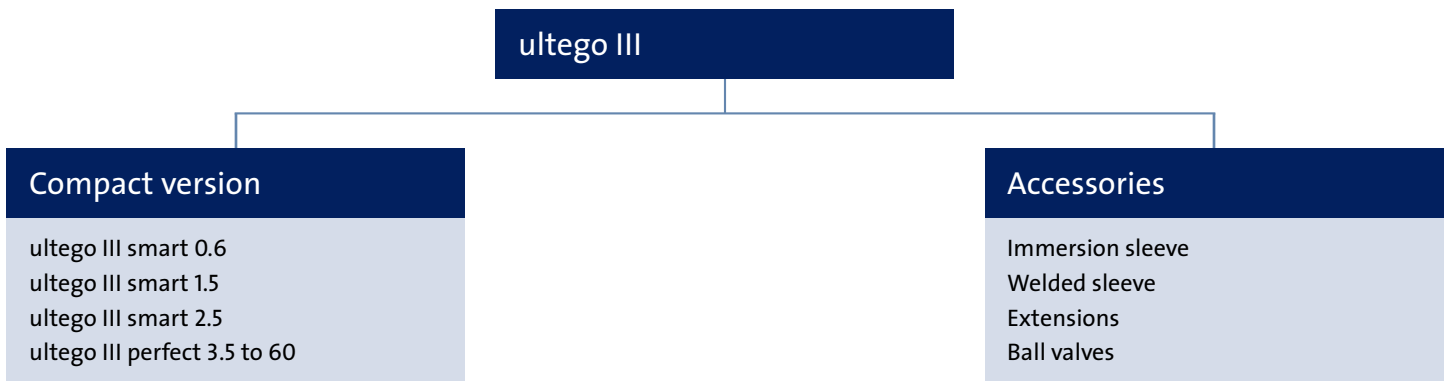 ultego III
Compact version
ultego III smart 0.6
ultego III smart 1.5
ultego III smart 2.5
ultego III perfect 3.5 to 60
Accessories
Immersion sleeve
Welded sleeve
Extensions
Ball valves